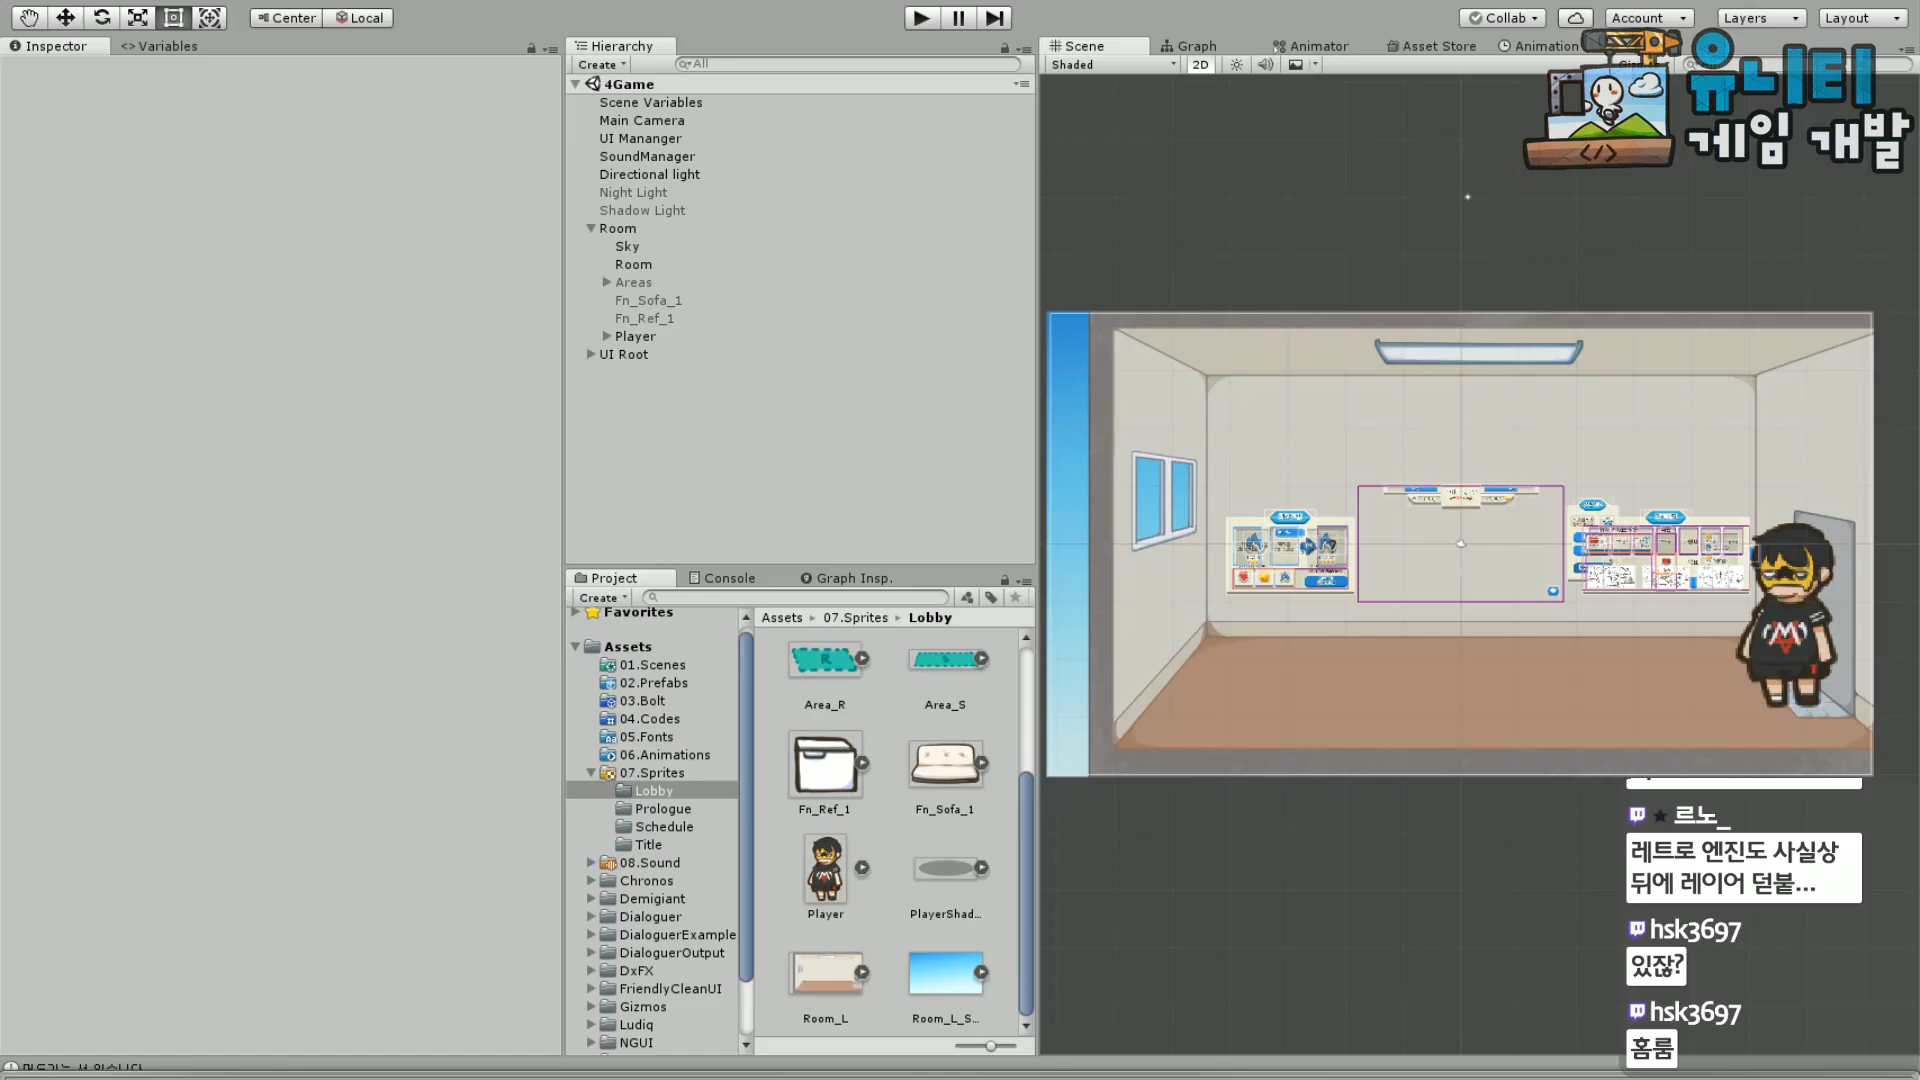 Center
Local
Collab
Account
Layers
Layout
Inspector
<> Variables
Hierarchy
Create
All
4Game
Scene Variables
Main Camera
UI Mananger
SoundManager
Directional light
Night Light
Shadow Light
Room
Sky
Room
Areas
Fn_Sofa_1
Fn_Ref_1
Player
UI Root
Scene
Graph
Animator
Asset Store
Animation
Shaded
2D
유니티
게임 개발
</>
Project
Console
Graph Insp.
Create
Favorites
Assets
01.Scenes
02.Prefabs
03.Bolt
04.Codes
05.Fonts
06.Animations
07.Sprites
Lobby
Prologue
Schedule
Title
08.Sound
Chronos
Demigiant
Dialoguer
DialoguerExample
DialoguerOutput
DxFX
FriendlyCleanUI
Gizmos
Ludiq
NGUI
Assets
07.Sprites
Lobby
R
S
Area_R
Area_S
Fn_Ref_1
Fn_Sofa_1
Player
PlayerShad...
Room_L
Room_L_S...
르노_
레트로 엔진도 사실상
뒤에 레이어 덛붙...
hsk3697
있잖?
hsk3697
홈룸